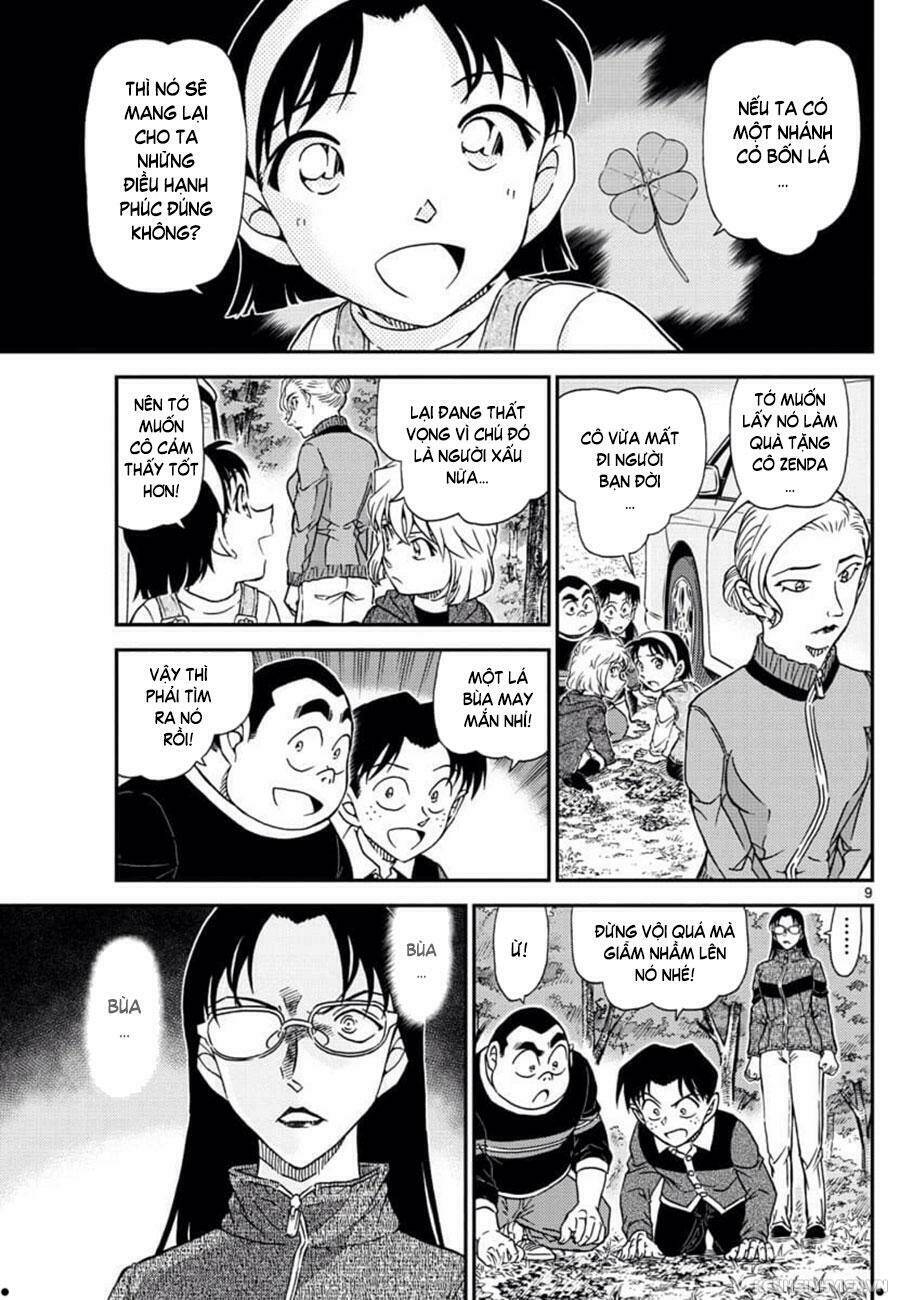 NẾU TA CÓ
MỘT NHÁNH
CỎ BỐN LÁ
...
THÌ NÓ SẼ
MANG LẠI
CHO TA
NHỮNG
ĐIỀU HẠNH
PHÚC ĐÚNG
KHÔNG?
TỚ MUỐN
LẤY NÓ LÀM
QUÀ TẶNG
CÔ ZENDA
...
CÔ VỪA MẤT
ĐI NGƯỜI
BẠN ĐỜI
...
LẠI ĐANG THẤT
VỌNG VÌ CHÚ ĐÓ
LÀ NGƯỜI XẤU
NỮA...
NÊN TỚ
MUỐN
CÔ CẢM
THẤY TỐT
HƠN!
MỘT LÁ
BÙA MAY
MẮN NHỈ!
VẬY THÌ
PHẢI TÌM
RA NÓ
RỒI!
9
......
ĐỪNG VỘI QUÁ MÀ
GIẪM NHẦM LÊN
NÓ NHÉ!
Ừ!
BÙA
...
BÙA
...